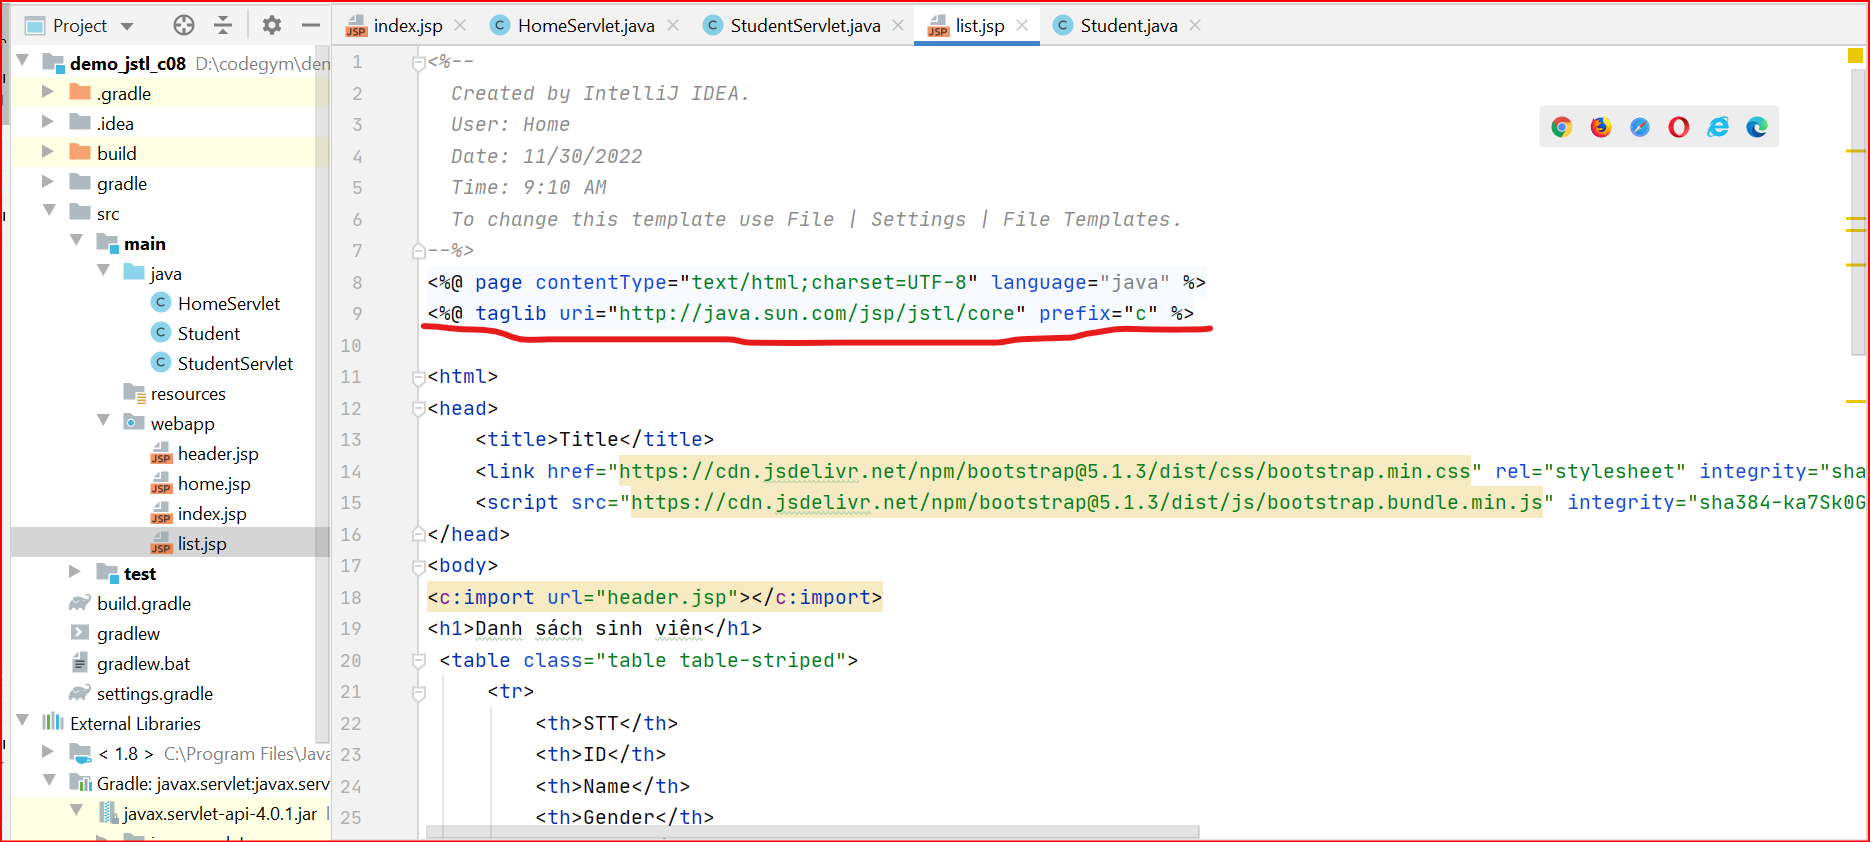 Project
index.jsp
HomeServlet.java
StudentServlet.java
list.jsp
Student.java
demo_jstl_c08 D:\codegym\den
.gradle
.idea
build
gradle
src
main
java
HomeServlet
Student
StudentServlet
resources
webapp
header.jsp
home.jsp
index.jsp
list.jsp
test
build.gradle
gradlew
gradlew.bat
settings.gradle
External Libraries
< 1.8 > C:\Program Files\Java
Gradle: javax.servlet:javax.serv
javax.servlet-api-4.0.1.jar
1 <%--
2 Created by IntelliJ IDEA.
3 User: Home
4 Date: 11/30/2022
5 Time: 9:10 AM
6 To change this template use File | Settings | File Templates.
7 --%>
8 <%@ page contentType="text/html;charset=UTF-8" language="java" %>
9 <%@ taglib uri="http://java.sun.com/jsp/jstl/core" prefix="c" %>
10
11 <html>
12 <head>
13 <title>Title</title>
14 <link href="https://cdn.jsdelivr.net/npm/bootstrap@5.1.3/dist/css/bootstrap.min.css" rel="stylesheet" integrity="sha
15 <script src="https://cdn.jsdelivr.net/npm/bootstrap@5.1.3/dist/js/bootstrap.bundle.min.js" integrity="sha384-ka7Sk0G
16 </head>
17 <body>
18 <c:import url="header.jsp"></c:import>
19 <h1>Danh sách sinh viên</h1>
20 <table class="table table-striped">
21 <tr>
22 <th>STT</th>
23 <th>ID</th>
24 <th>Name</th>
25 <th>Gender</th>